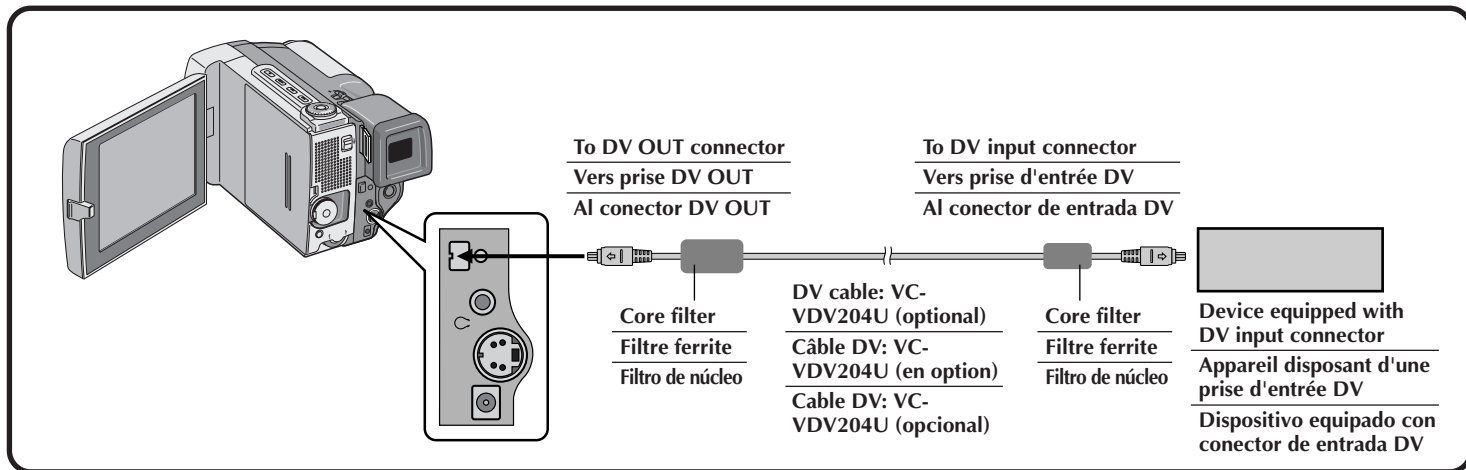 To DV OUT connector
Vers prise DV OUT
Al conector DV OUT
To DV input connector
Vers prise d'entrée DV
Al conector de entrada DV
Core filter
Filtre ferrite
Filtro de núcleo
DV cable: VC-
VDV204U (optional)
Câble DV: VC-
VDV204U (en option)
Cable DV: VC-
VDV204U (opcional)
Core filter
Filtre ferrite
Filtro de núcleo
Device equipped with
DV input connector
Appareil disposant d'une
prise d'entrée DV
Dispositivo equipado con
conector de entrada DV